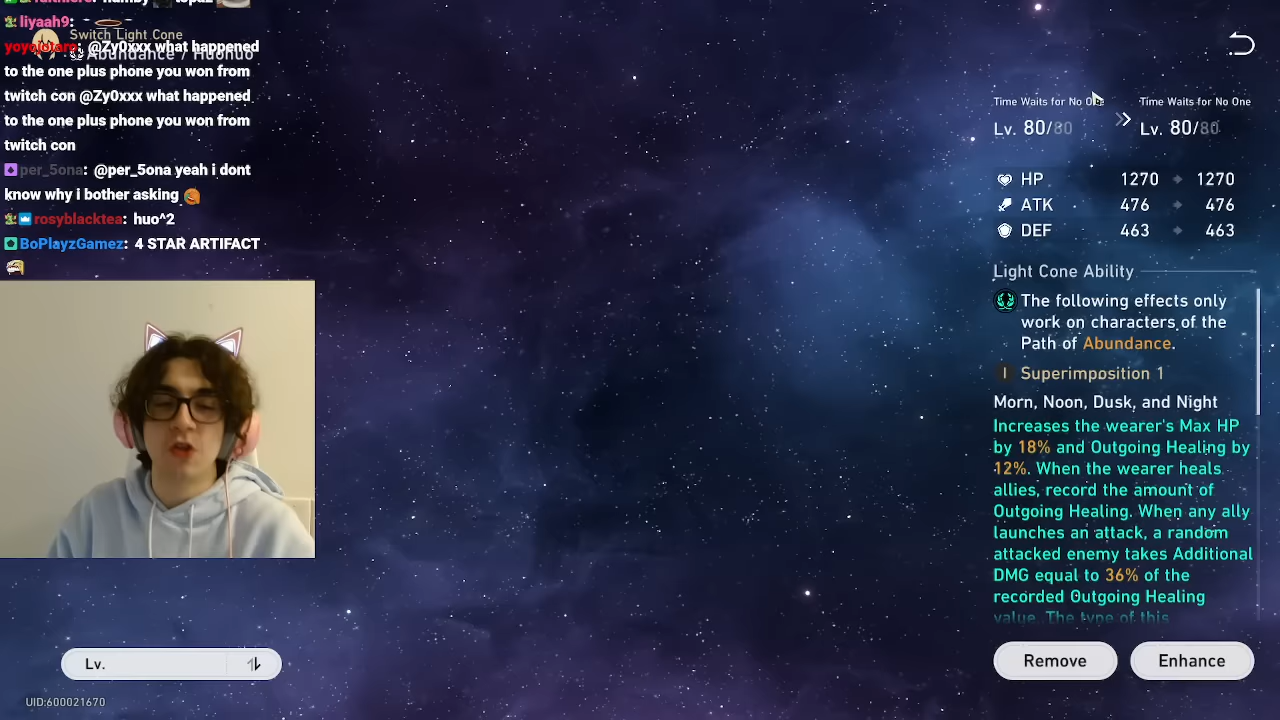 liyaah9:
Switch Light Cone
Abundance / Huohuo
@Zy0xxx what happened
to the one plus phone you won from
twitch con @Zy0xxx what happened
to the one plus phone you won from
twitch con
per_5ona: @per_5ona yeah i dont
know why i bother asking
rosyblacktea: huo^2
BoPlayzGamez: 4 STAR ARTIFACT
Lv.
UID:600021670
Time Waits for No One
Time Waits for No One
Lv. 80/80
Lv. 80/80
HP 1270 1270
ATK 476 476
DEF 463 463
Light Cone Ability
The following effects only
work on characters of the
Path of Abundance.
I Superimposition 1
Morn, Noon, Dusk, and Night
Increases the wearer's Max HP
by 18% and Outgoing Healing by
12%. When the wearer heals
allies, record the amount of
Outgoing Healing. When any ally
launches an attack, a random
attacked enemy takes Additional
DMG equal to 36% of the
recorded Outgoing Healing
value. The type of this
Remove
Enhance